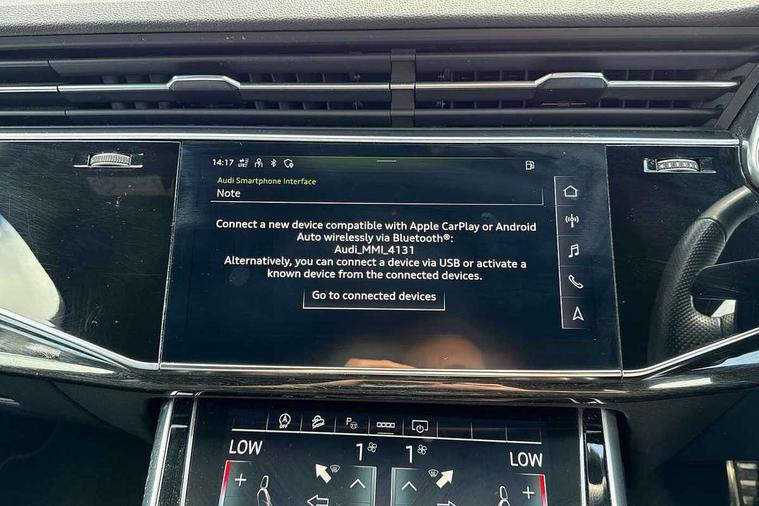 14:17
Audi Smartphone Interface
Note
Connect a new device compatible with Apple CarPlay or Android
Auto wirelessly via Bluetooth®:
Audi_MMI_4131
Alternatively, you can connect a device via USB or activate a
known device from the connected devices.
Go to connected devices
A
OFF
P
LOW 1 1 LOW
+ +